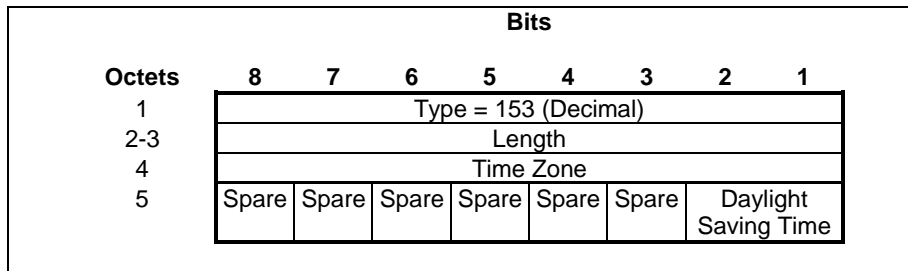 Bits
Octets 8 7 6 5 4 3 2 1
1 Type = 153 (Decimal)
2-3 Length
4 Time Zone
5 Spare Spare Spare Spare Spare Spare Daylight
Saving Time